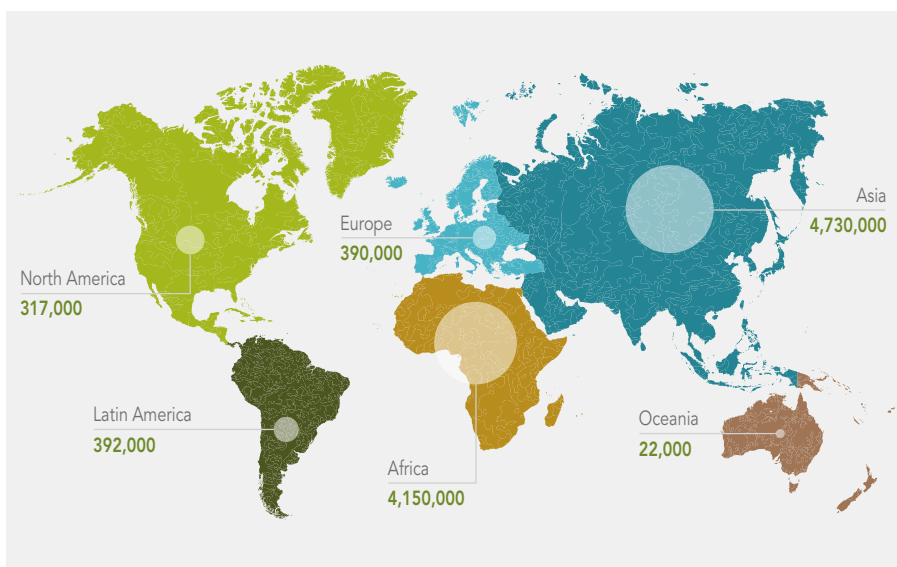 Asia
4,730,000
Europe
390,000
North America
317,000
Latin America
392,000
Oceania
22,000
Africa
4,150,000